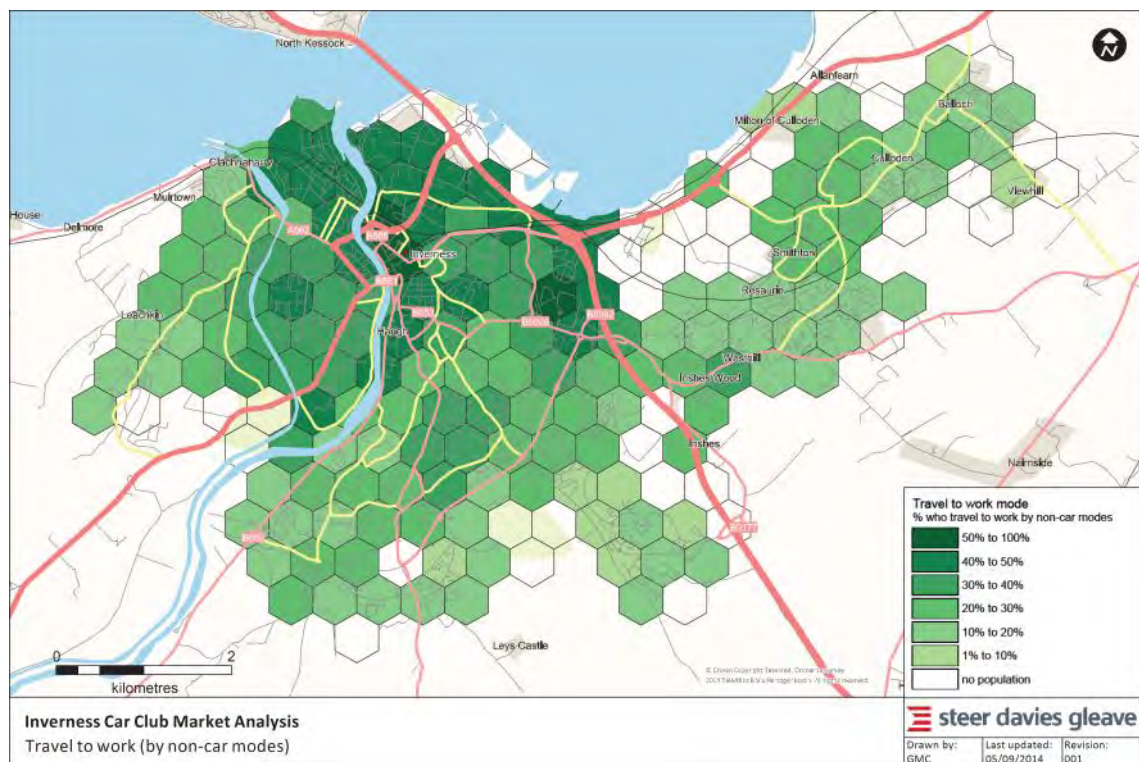 North Kessock
Allanfearn
Balloch
Milton of Culloden
Culloden
Clachnaharry
Muirtown
Viewhill
House
Delmore
A862
Inverness
Smithton
Resaurie
Leachkin
Haugh
Westhill
Inshes Wood
Inshes
Nairnside
Leys Castle
0 2
kilometres
Travel to work mode
% who travel to work by non-car modes
50% to 100%
40% to 50%
30% to 40%
20% to 30%
10% to 20%
1% to 10%
no population
Inverness Car Club Market Analysis
Travel to work (by non-car modes)
steer davies gleave
Drawn by:
GMC
Last updated:
05/09/2014
Revision:
001